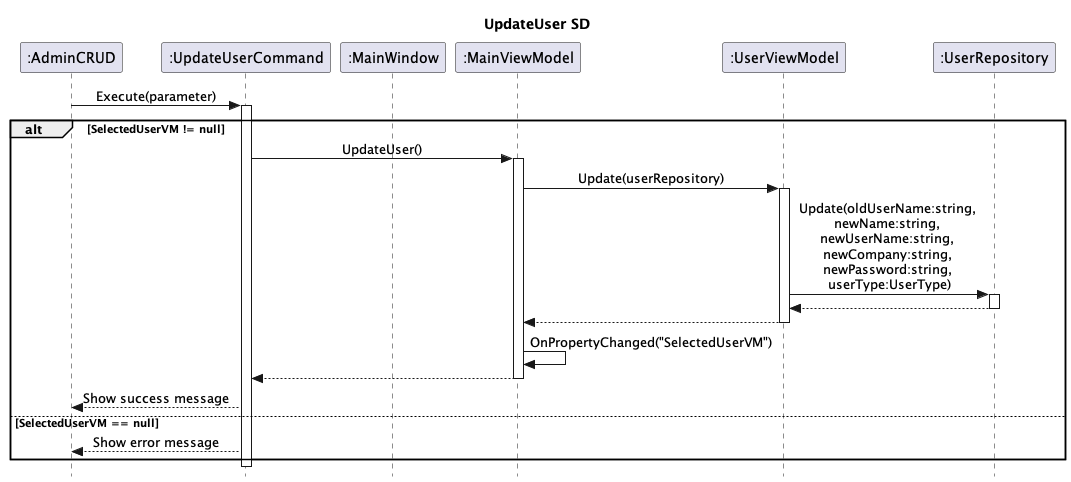 UpdateUser SD
:AdminCRUD
:UpdateUserCommand
:MainWindow
:MainViewModel
:UserViewModel
:UserRepository
Execute(parameter)
alt
[SelectedUserVM != null]
UpdateUser()
Update(userRepository)
Update(oldUserName:string,
newName:string,
newUserName:string,
newCompany:string,
newPassword:string,
userType:UserType)
OnPropertyChanged("SelectedUserVM")
Show success message
[SelectedUserVM == null]
Show error message